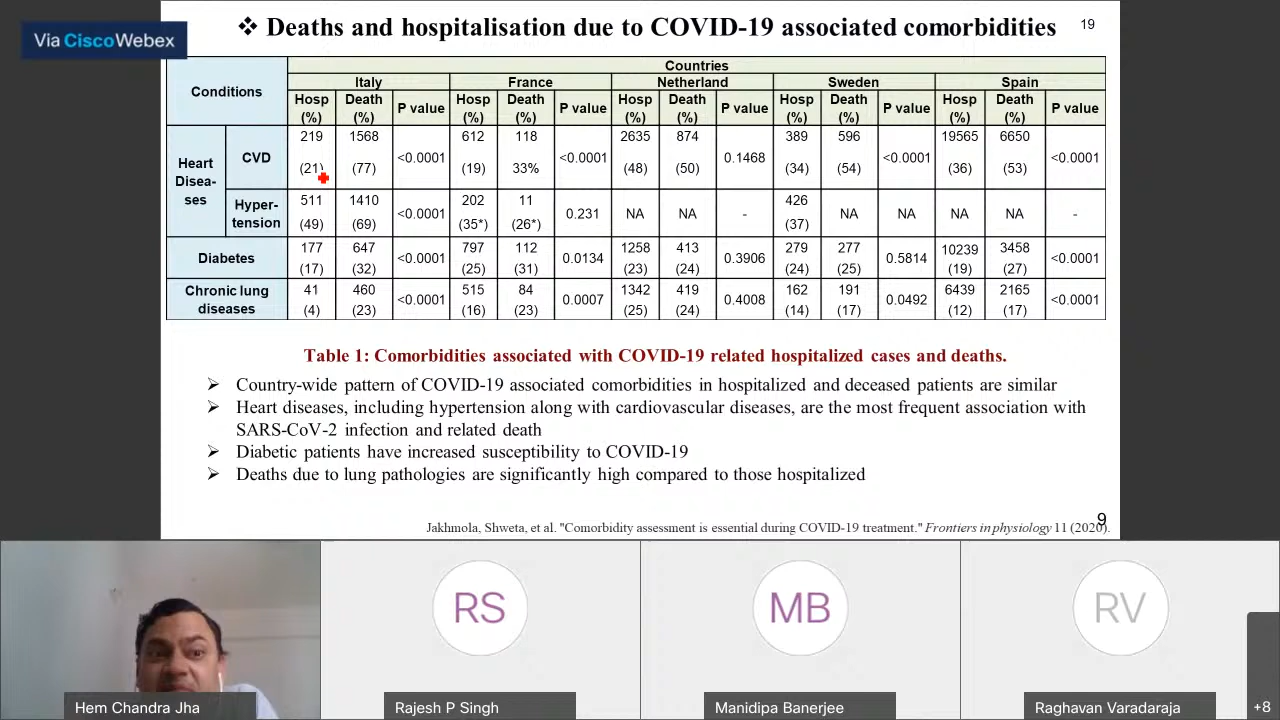 Via CiscoWebex
❖ Deaths and hospitalisation due to COVID-19 associated comorbidities
19
Conditions
Countries
Italy France Netherland Sweden Spain
Hosp (%) Death (%) P value Hosp (%) Death (%) P value Hosp (%) Death (%) P value Hosp (%) Death (%) P value Hosp (%) Death (%) P value
Heart Disea-ses
CVD 219 (21) 1568 (77) <0.0001 612 (19) 118 33% <0.0001 2635 (48) 874 (50) 0.1468 389 (34) 596 (54) <0.0001 19565 (36) 6650 (53) <0.0001
Hyper-tension 511 (49) 1410 (69) <0.0001 202 (35*) 11 (26*) 0.231 NA NA - 426 (37) NA NA NA NA -
Diabetes 177 (17) 647 (32) <0.0001 797 (25) 112 (31) 0.0134 1258 (23) 413 (24) 0.3906 279 (24) 277 (25) 0.5814 10239 (19) 3458 (27) <0.0001
Chronic lung diseases 41 (4) 460 (23) <0.0001 515 (16) 84 (23) 0.0007 1342 (25) 419 (24) 0.4008 162 (14) 191 (17) 0.0492 6439 (12) 2165 (17) <0.0001
Table 1: Comorbidities associated with COVID-19 related hospitalized cases and deaths.
➢ Country-wide pattern of COVID-19 associated comorbidities in hospitalized and deceased patients are similar
➢ Heart diseases, including hypertension along with cardiovascular diseases, are the most frequent association with
SARS-CoV-2 infection and related death
➢ Diabetic patients have increased susceptibility to COVID-19
➢ Deaths due to lung pathologies are significantly high compared to those hospitalized
9
Jakhmola, Shweta, et al. "Comorbidity assessment is essential during COVID-19 treatment." Frontiers in physiology 11 (2020).
RS
MB
RV
Hem Chandra Jha
Rajesh P Singh
Manidipa Banerjee
Raghavan Varadaraja
+8